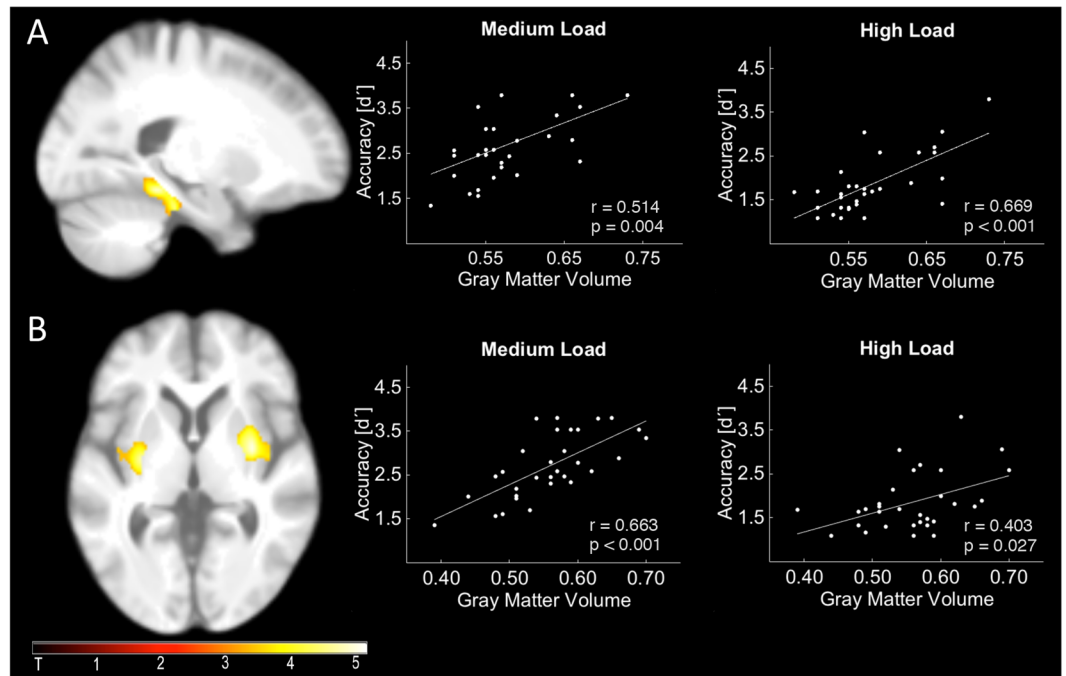 A
Medium Load
Accuracy [d´]
4.5
3.5
2.5
1.5
r = 0.514
p = 0.004
0.55
0.65
0.75
Gray Matter Volume
High Load
Accuracy [d´]
4.5
3.5
2.5
1.5
r = 0.669
p < 0.001
0.55
0.65
0.75
Gray Matter Volume
B
Medium Load
Accuracy [d´]
4.5
3.5
2.5
1.5
r = 0.663
p < 0.001
0.40
0.50
0.60
0.70
Gray Matter Volume
High Load
Accuracy [d´]
4.5
3.5
2.5
1.5
r = 0.403
p = 0.027
0.40
0.50
0.60
0.70
Gray Matter Volume
T 1 2 3 4 5